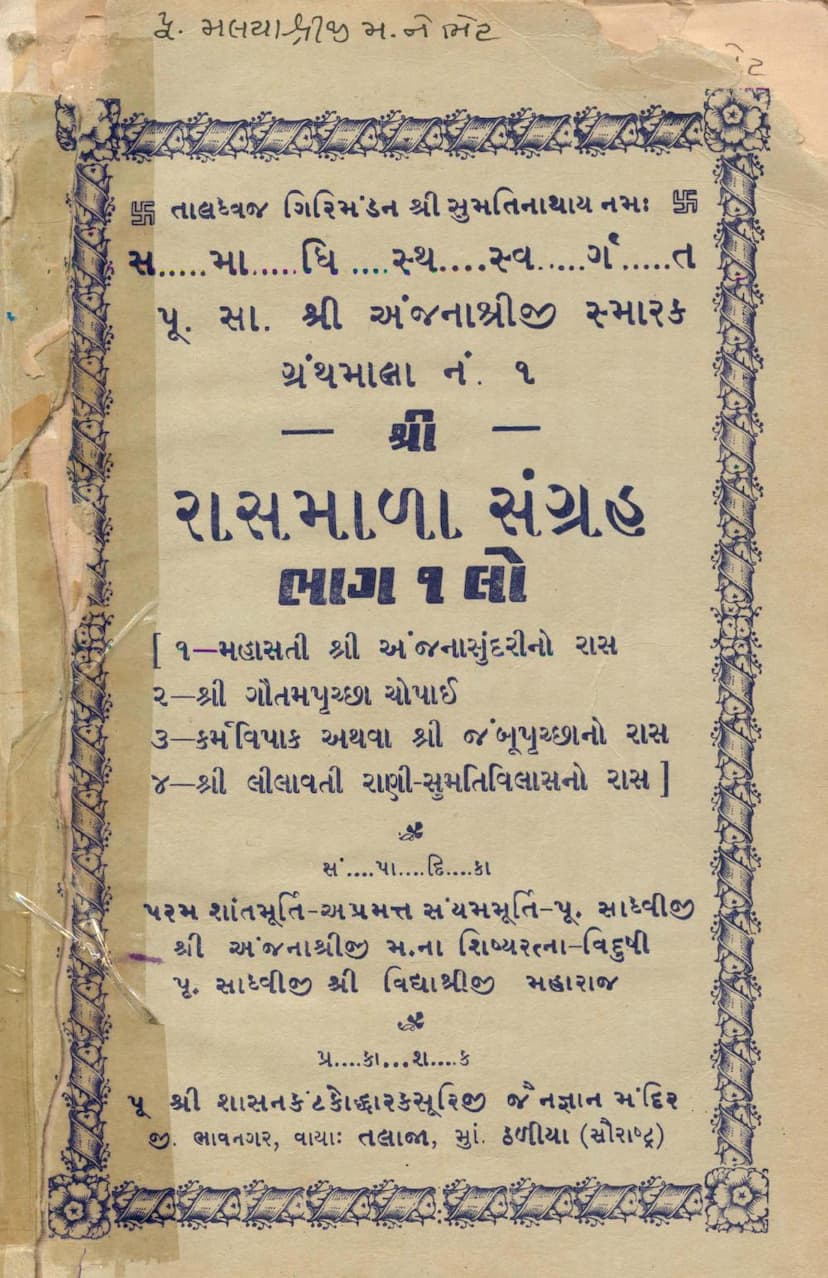 પૂ. મલયાશ્રીજી મ. ને ભેટ
ભેટ
卐 તાલધ્વજ ગિરિમંડન શ્રી સુમતિનાથાય નમઃ 卐
સ.....મા.....ધિ ....સ્થ....સ્વ.....ર્ગં.....ત
પૂ. સા. શ્રી અંજનાશ્રીજી સ્મારક
ગ્રંથમાલા નં. ૧
— શ્રી —
રાસમાળા સંગ્રહ
ભાગ ૧ લો
[ ૧—મહાસતી શ્રી અંજનાસુંદરીનો રાસ
૨—શ્રી ગૌતમપૃચ્છા ચોપાઈ
૩—કર્મવિપાક અથવા શ્રી જંબૂપૃચ્છાનો રાસ
૪—શ્રી લીલાવતી રાણી-સુમતિવિલાસનો રાસ ]
સં....પા....દિ....કા
પરમ શાંતમૂર્તિ-અપ્રમત્ત સંયમમૂર્તિ-પૂ. સાધ્વીજી
શ્રી અંજનાશ્રીજી મ.ના શિષ્યરત્ના-વિદુષી
પૂ. સાધ્વીજી શ્રી વિદ્યાશ્રીજી મહારાજ
પ્ર....કા...શ....ક
પૂ શ્રી શાસનકંટકોદ્ધારકસૂરિજી જૈનજ્ઞાન મંદિર
જી. ભાવનગર, વાયાઃ તલાજા, મું. ઠળીયા (સૌરાષ્ટ્ર)